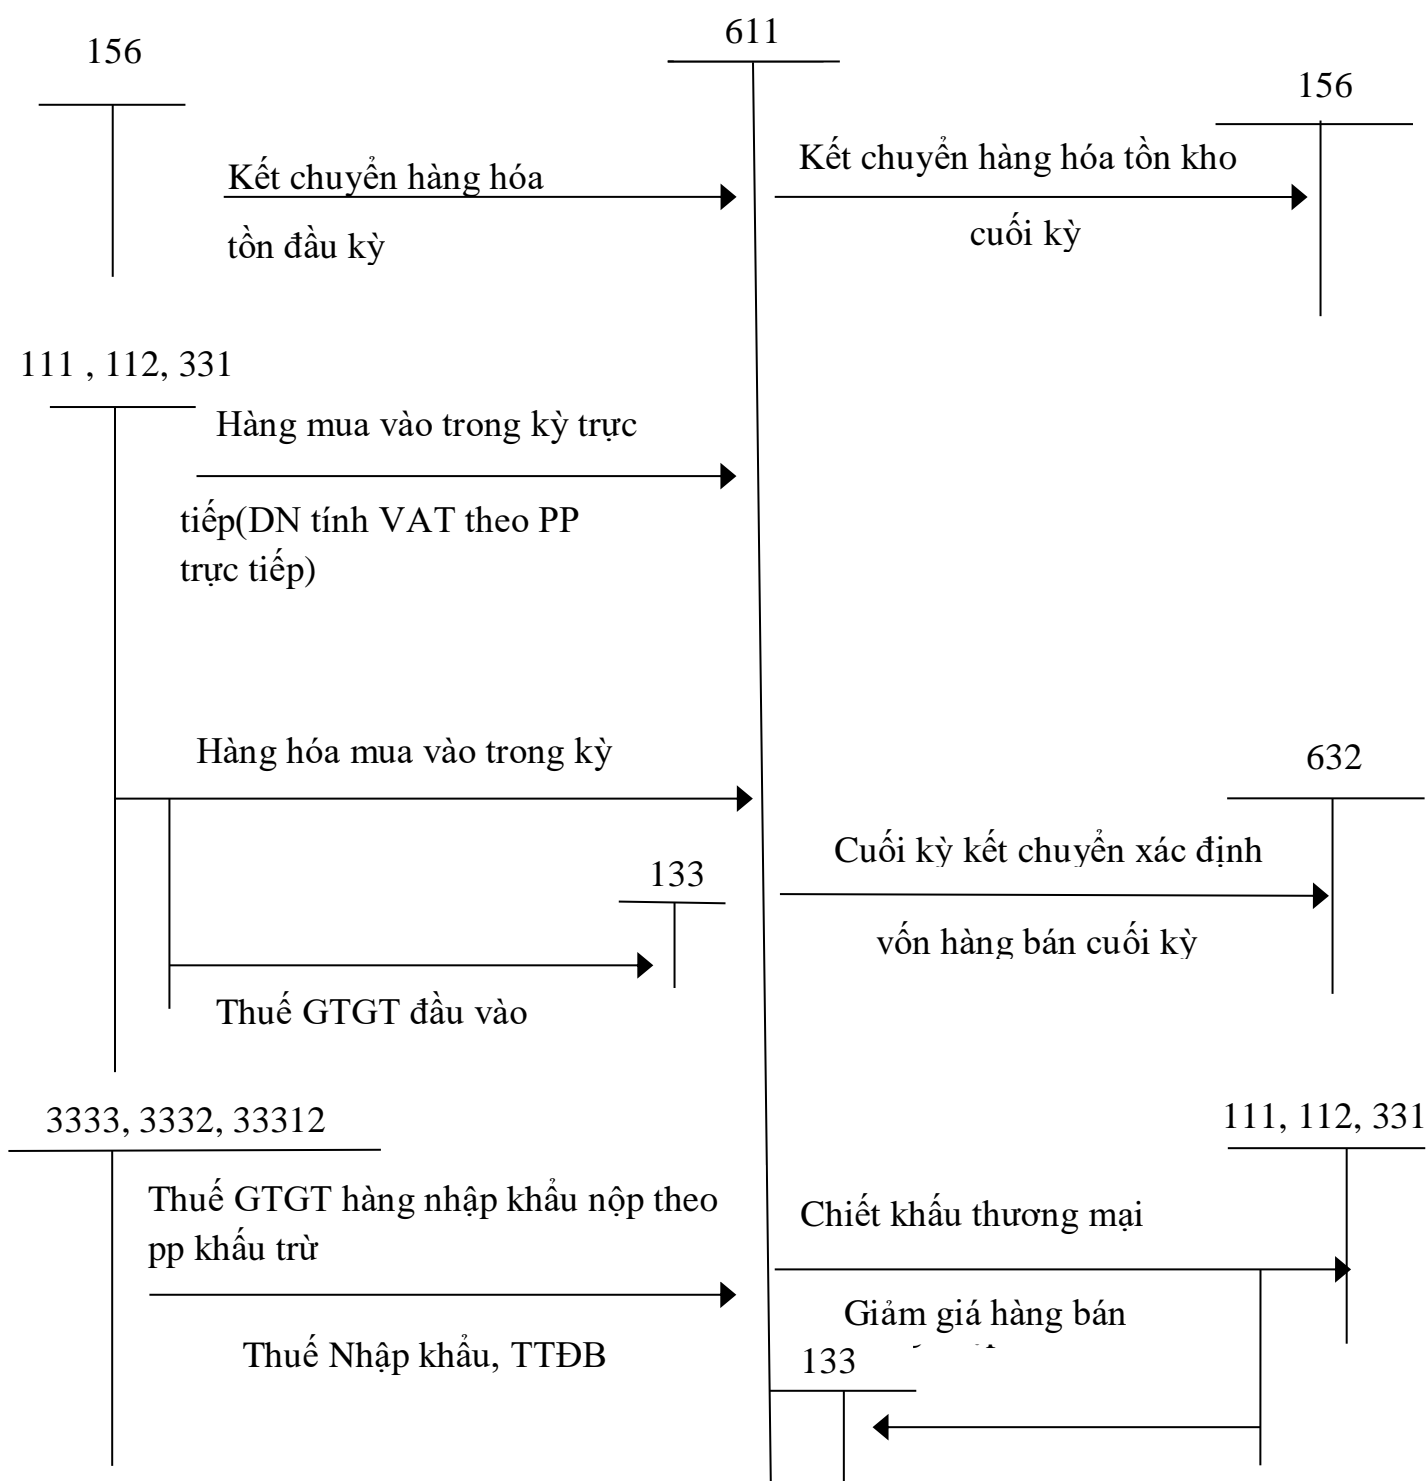 611
156
156
Kết chuyển hàng hóa tồn kho
Kết chuyển hàng hóa
cuối kỳ
tồn đầu kỳ
111 , 112, 331
Hàng mua vào trong kỳ trực
tiếp(DN tính VAT theo PP
trực tiếp)
Hàng hóa mua vào trong kỳ
632
Cuối kỳ kết chuyển xác định
133
vốn hàng bán cuối kỳ
Thuế GTGT đầu vào
3333, 3332, 33312
111, 112, 331
Thuế GTGT hàng nhập khẩu nộp theo
pp khấu trừ
Chiết khấu thương mại
Giảm giá hàng bán
Thuế Nhập khẩu, TTĐB
133